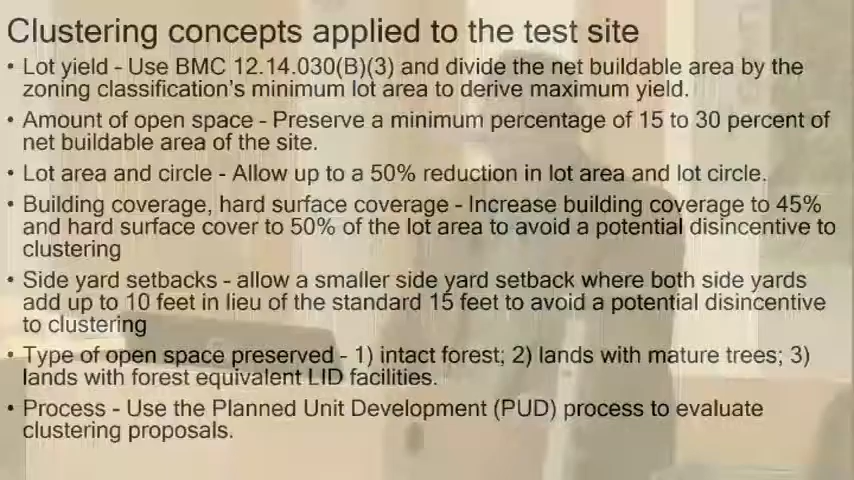 Clustering concepts applied to the test site
• Lot yield - Use BMC 12.14.030(B)(3) and divide the net buildable area by the
zoning classification's minimum lot area to derive maximum yield.
• Amount of open space - Preserve a minimum percentage of 15 to 30 percent of
net buildable area of the site.
• Lot area and circle - Allow up to a 50% reduction in lot area and lot circle.
• Building coverage, hard surface coverage - Increase building coverage to 45%
and hard surface cover to 50% of the lot area to avoid a potential disincentive to
clustering
• Side yard setbacks - allow a smaller side yard setback where both side yards
add up to 10 feet in lieu of the standard 15 feet to avoid a potential disincentive
to clustering
• Type of open space preserved - 1) intact forest; 2) lands with mature trees; 3)
lands with forest equivalent LID facilities.
• Process - Use the Planned Unit Development (PUD) process to evaluate
clustering proposals.